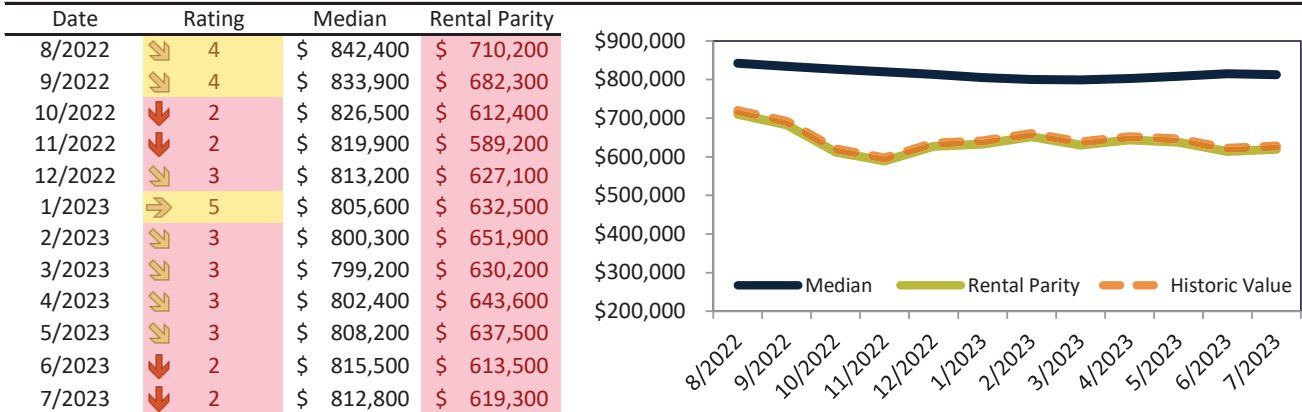 Date Rating Median Rental Parity
8/2022 4 $ 842,400 $ 710,200
9/2022 4 $ 833,900 $ 682,300
10/2022 2 $ 826,500 $ 612,400
11/2022 2 $ 819,900 $ 589,200
12/2022 3 $ 813,200 $ 627,100
1/2023 5 $ 805,600 $ 632,500
2/2023 3 $ 800,300 $ 651,900
3/2023 3 $ 799,200 $ 630,200
4/2023 3 $ 802,400 $ 643,600
5/2023 3 $ 808,200 $ 637,500
6/2023 2 $ 815,500 $ 613,500
7/2023 2 $ 812,800 $ 619,300
$900,000
$800,000
$700,000
$600,000
$500,000
$400,000
$300,000
$200,000
Median Rental Parity Historic Value
8/2022 9/2022 10/2022 11/2022 12/2022 1/2023 2/2023 3/2023 4/2023 5/2023 6/2023 7/2023